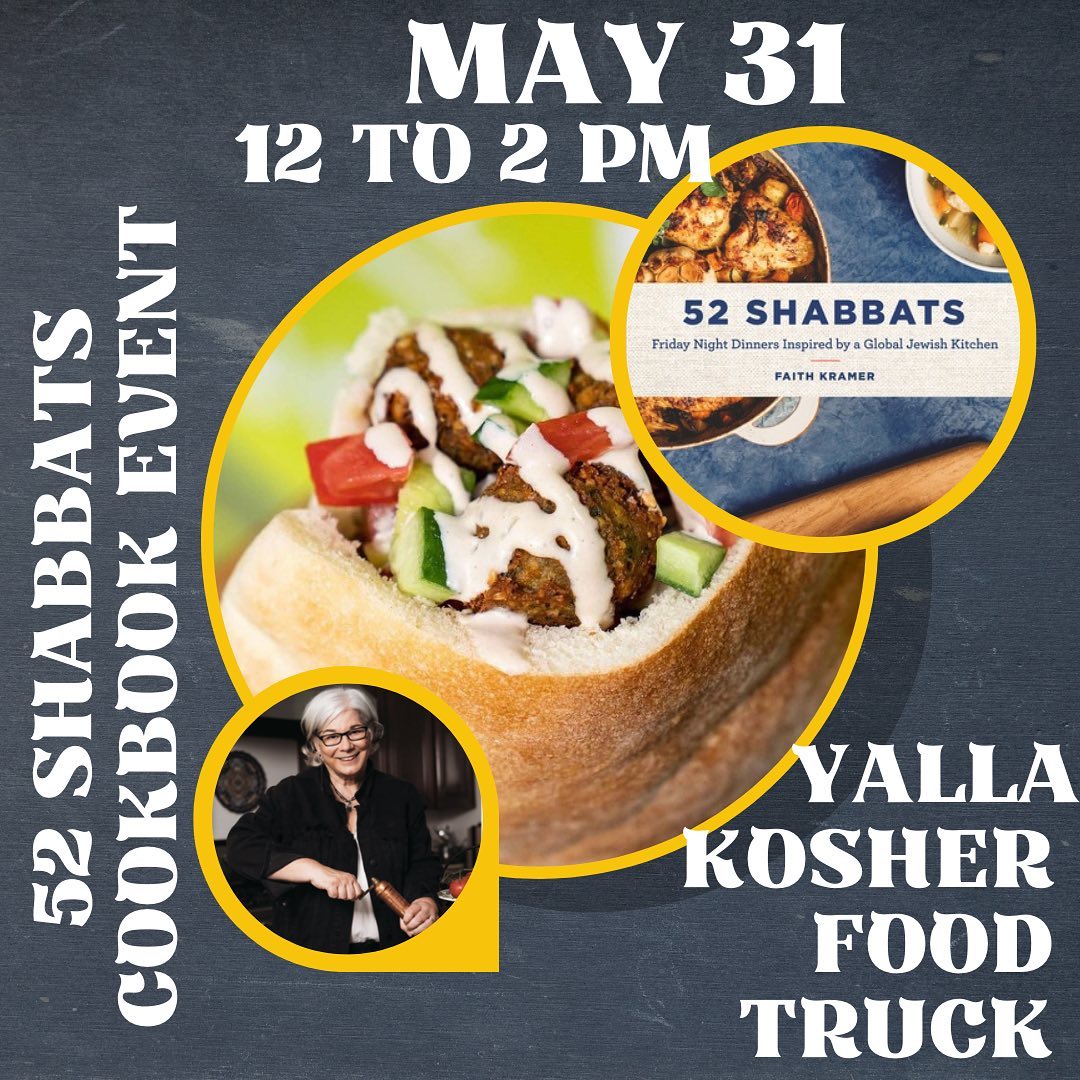 MAY 31
12 TO 2 PM
52 SHABBATS
Friday Night Dinners Inspired by a Global Jewish Kitchen
FAITH KRAMER
52 SHABBATS
COOKBOOK EVENT
YALLA
KOSHER
FOOD
TRUCK